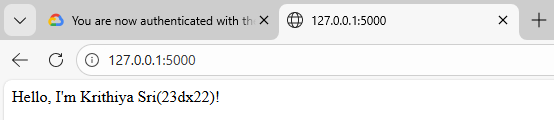 You are now authenticated with the
127.0.0.1:5000
127.0.0.1:5000
Hello, I'm Krithiya Sri(23dx22)!